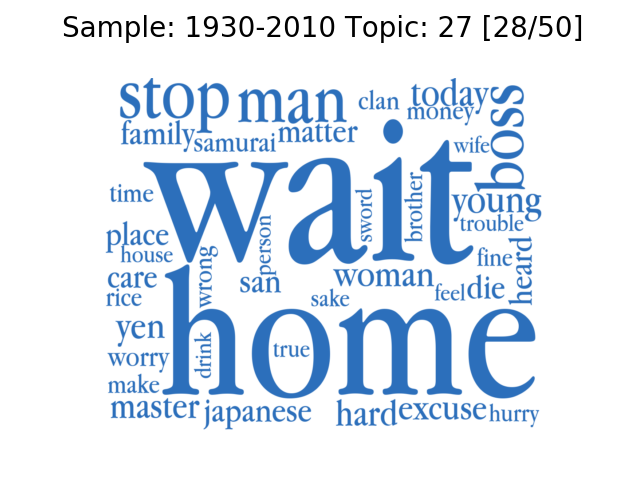 Sample: 1930-2010 Topic: 27 [28/50]
stop man clan today
money
boss
family samurai matter
wife
wait
time
sword
brother
young
trouble
place
house
person
wrong
fine
heard
care
san
woman
rice
sake
feel die
home
yen
drink
true
worry
make
master japanese hard excuse hurry